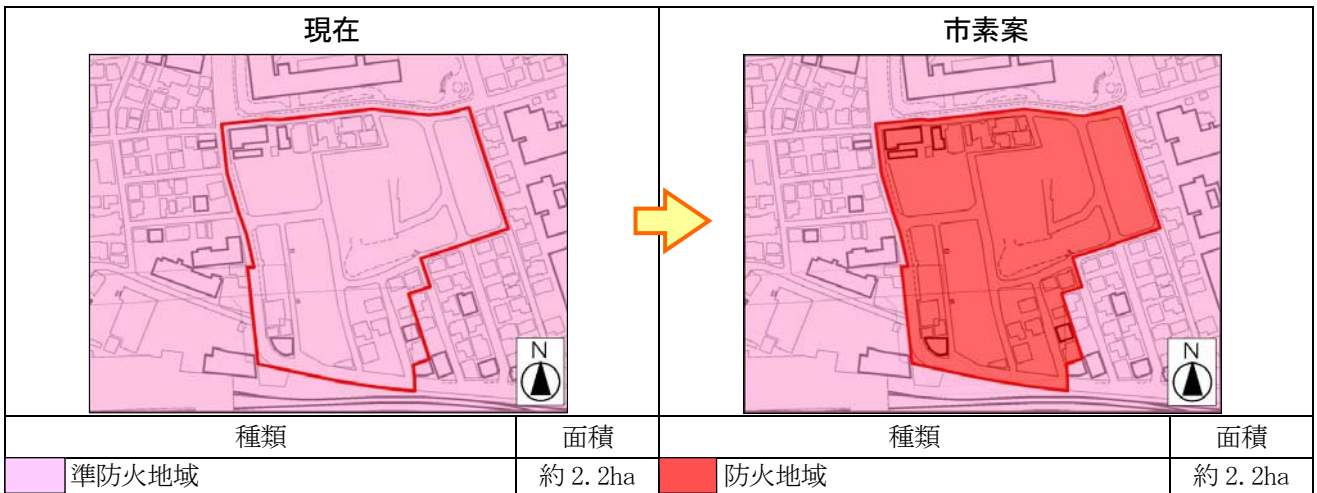 現在
市素案
N
N
種類 面積 種類 面積
準防火地域 約 2.2ha 防火地域 約 2.2ha